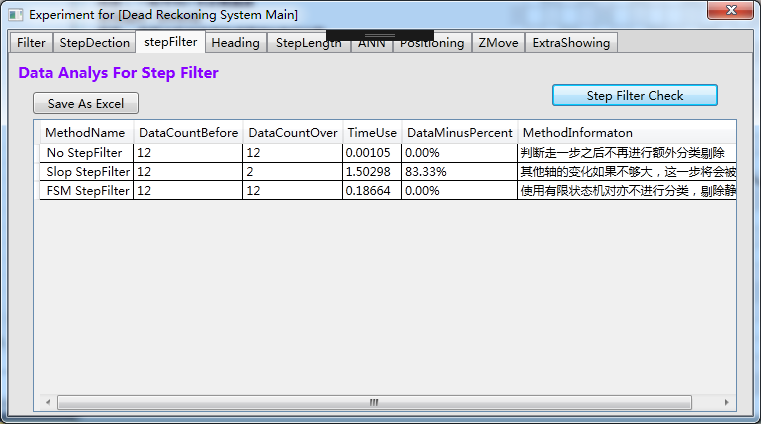 Experiment for [Dead Reckoning System Main]
Filter StepDection stepFilter Heading StepLength ANN Positioning ZMove ExtraShowing
Data Analys For Step Filter
Save As Excel Step Filter Check
MethodName DataCountBefore DataCountOver TimeUse DataMinusPercent MethodInformaton
No StepFilter 12 12 0.00105 0.00% 判断走一步之后不再进行额外分类剔除
Slop StepFilter 12 2 1.50298 83.33% 其他轴的变化如果不够大，这一步将会被
FSM StepFilter 12 12 0.18664 0.00% 使用有限状态机对亦不进行分类，剔除静